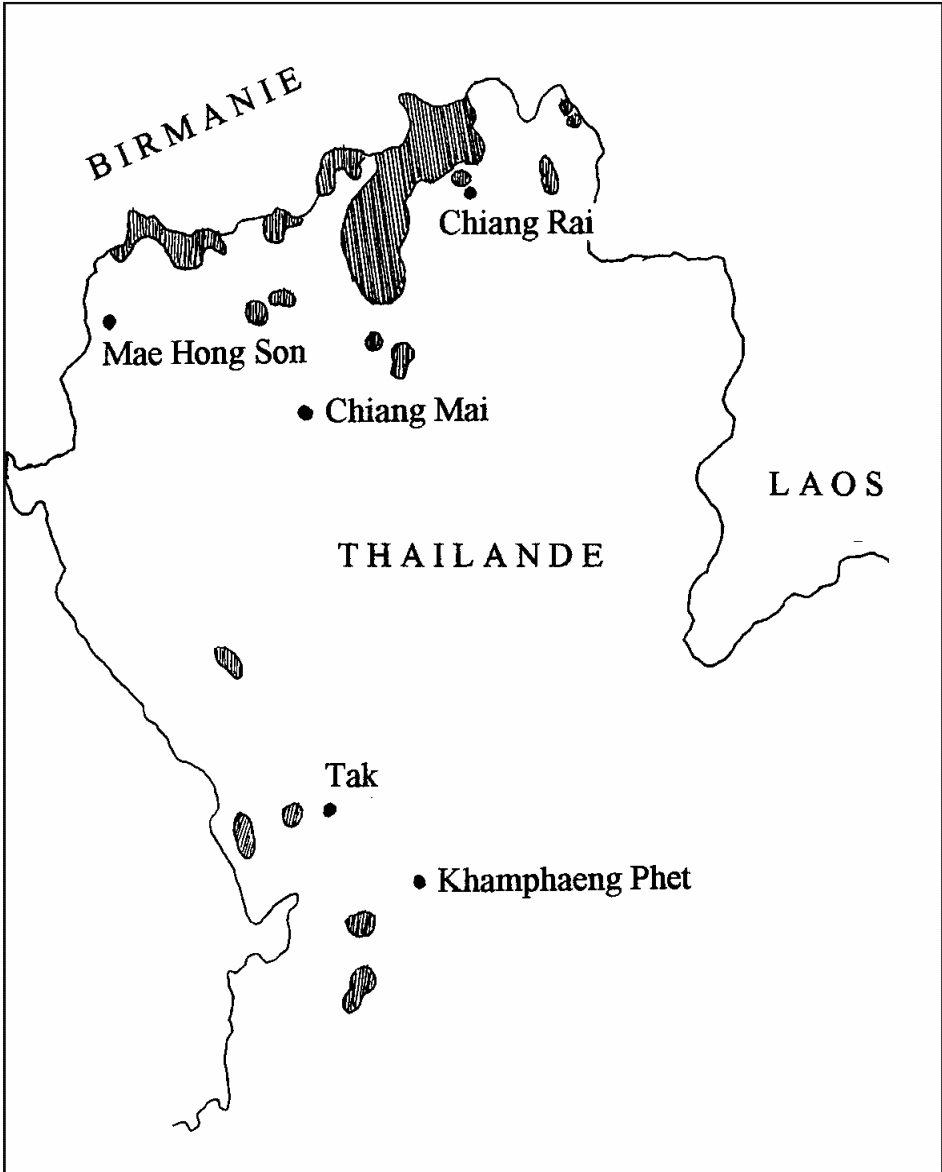 BIRMANIE
Chiang Rai
Mae Hong Son
Chiang Mai
LAOS
THAILANDE
Tak
Khamphaeng Phet